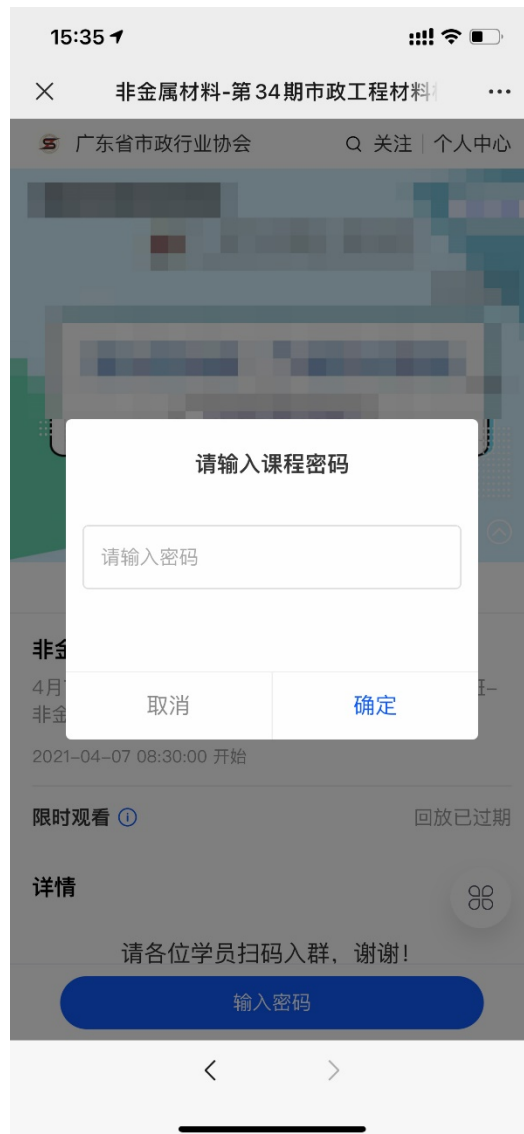 15:35
非金属材料-第34期市政工程材料
广东省市政行业协会
关注
个人中心
请输入课程密码
请输入密码
非金
4月
非金
取消
确定
2021-04-07 08:30:00 开始
限时观看
回放已过期
详情
请各位学员扫码入群，谢谢！
输入密码